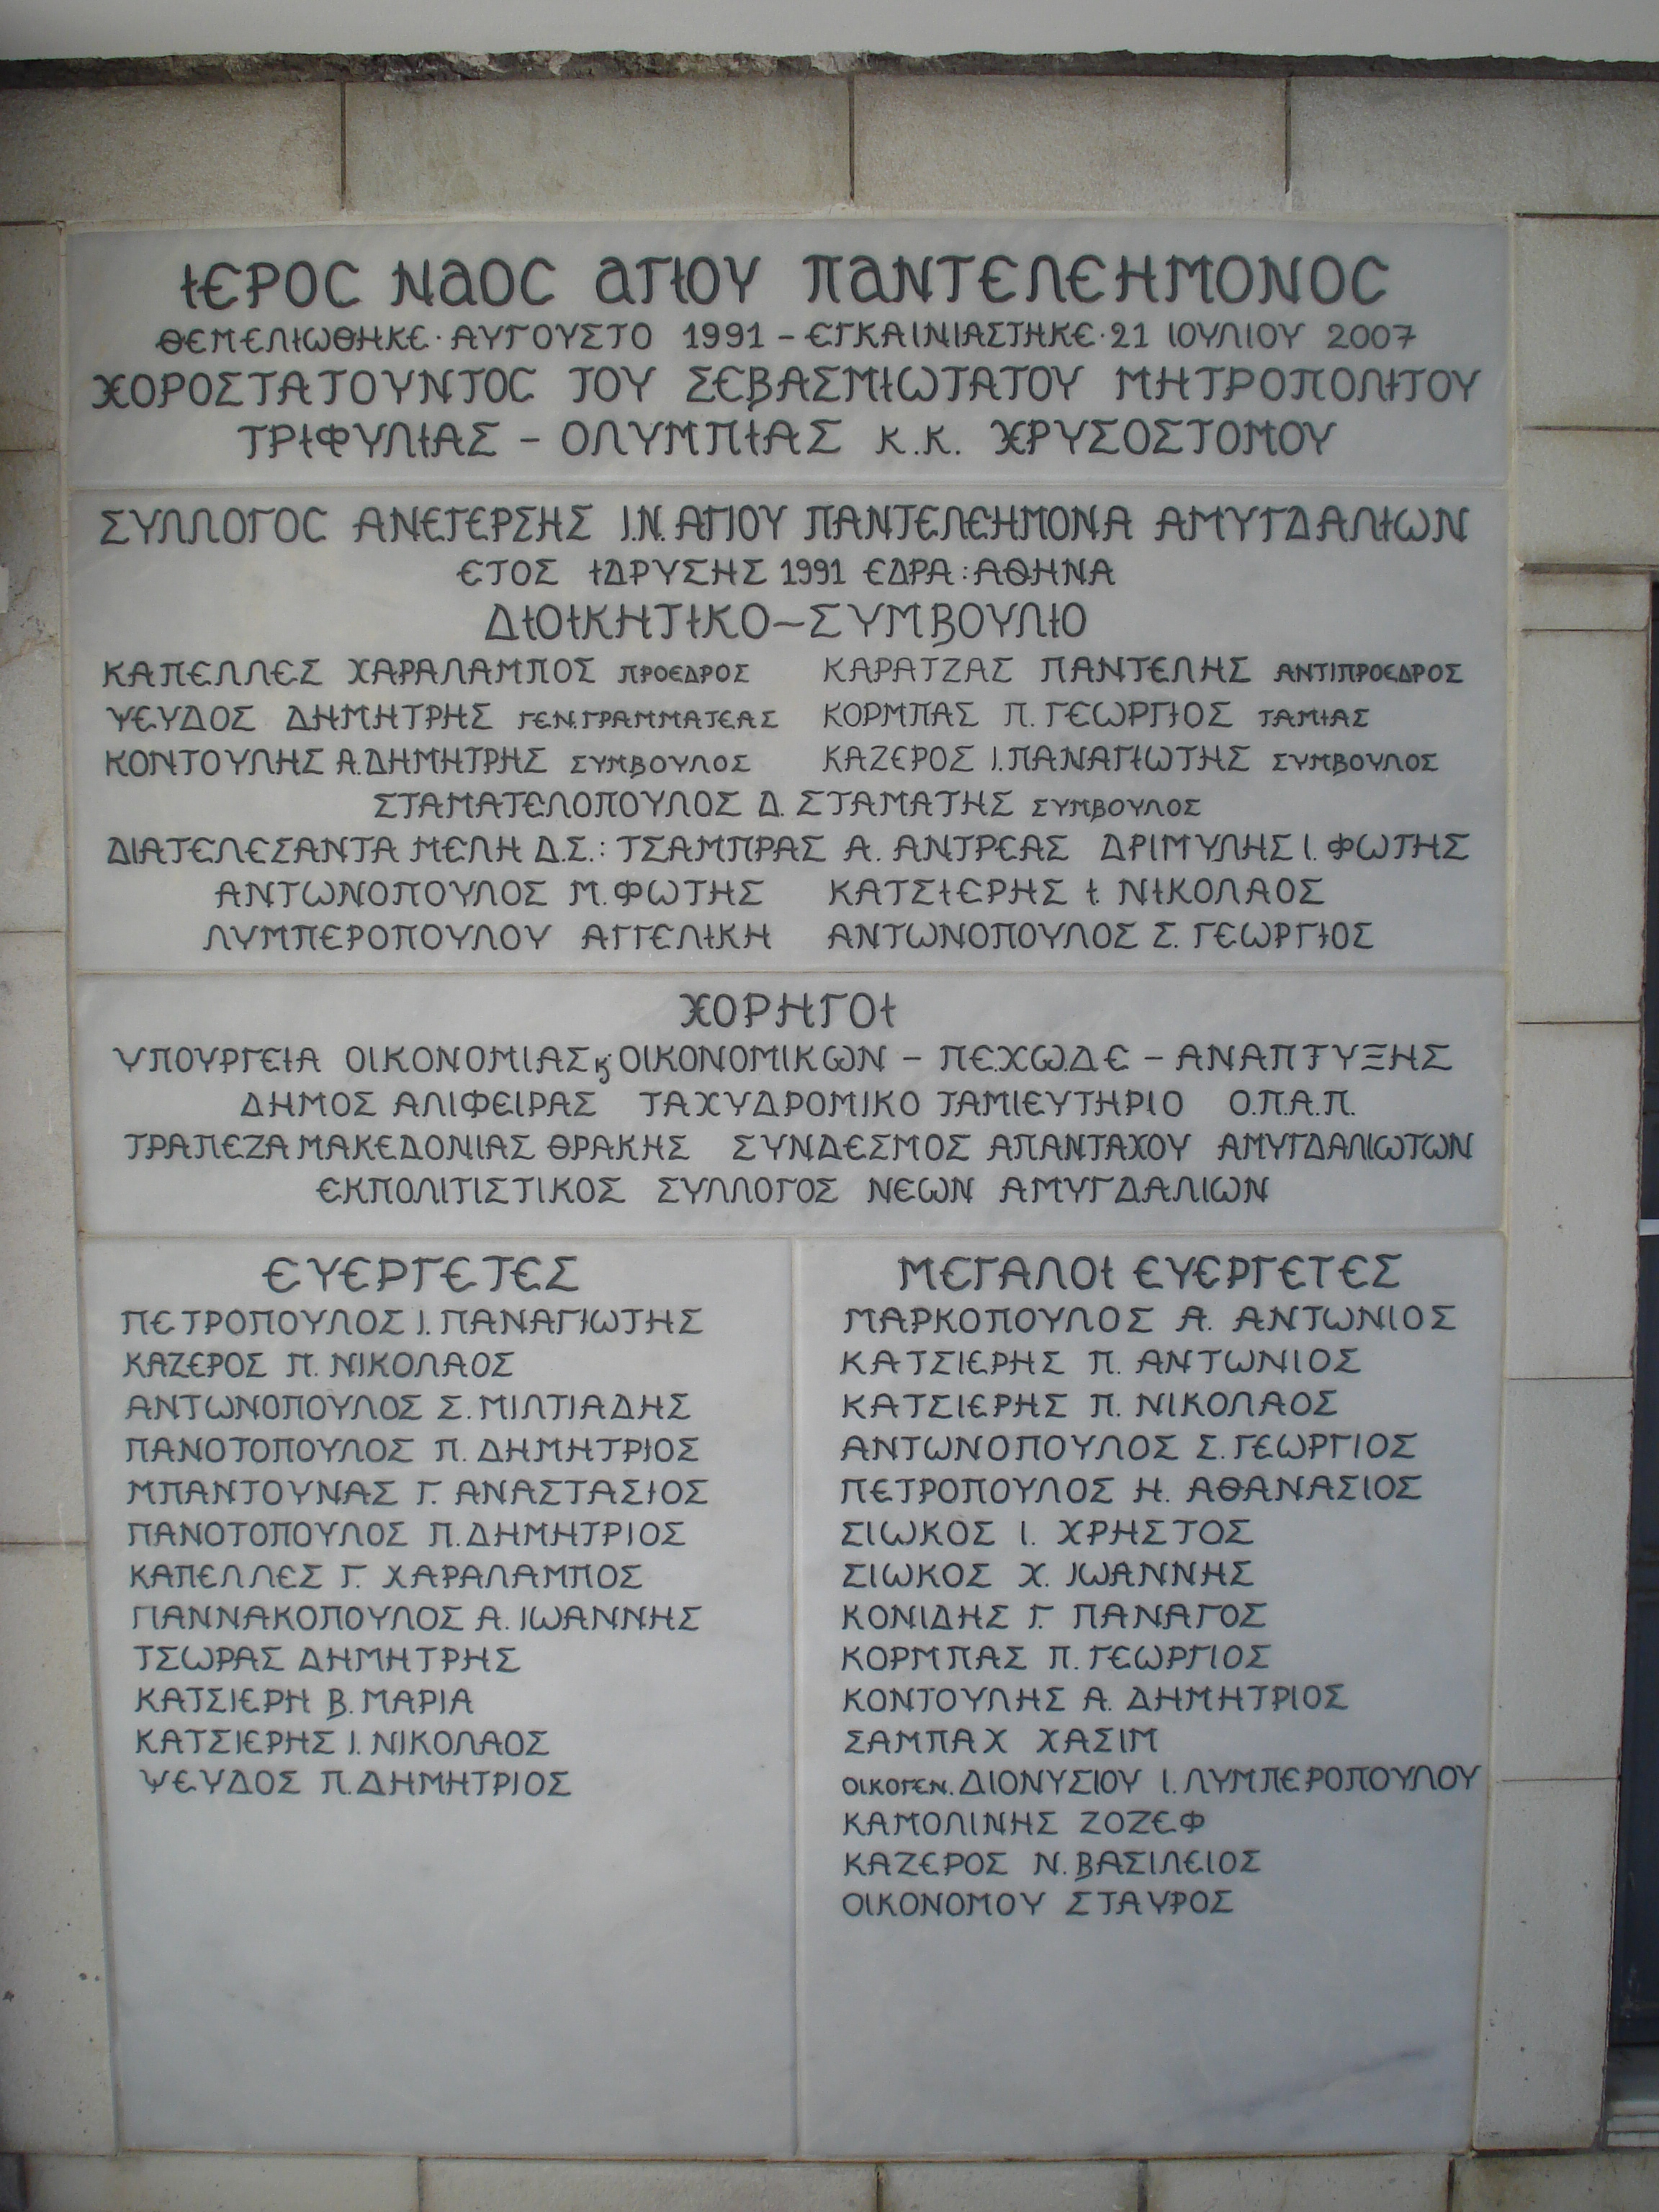 ΙΕΡΟΣ ΝΑΟΣ ΑΓΙΟΥ ΠΑΝΤΕΛΕΗΜΟΝΟΣ
ΘΕΜΕΛΙΩΘΗΚΕ · ΑΥΓΟΥΣΤΟ 1991 – ΕΓΚΑΙΝΙΑΣΤΗΚΕ · 21 ΙΟΥΛΙΟΥ 2007
ΧΟΡΟΣΤΑΤΟΥΝΤΟΣ ΤΟΥ ΣΕΒΑΣΜΙΩΤΑΤΟΥ ΜΗΤΡΟΠΟΛΙΤΟΥ
ΤΡΙΦΥΛΙΑΣ – ΟΛΥΜΠΙΑΣ Κ.Κ. ΧΡΥΣΟΣΤΟΜΟΥ
ΣΥΛΛΟΓΟΣ ΑΝΕΓΕΡΣΗΣ Ι.Ν. ΑΓΙΟΥ ΠΑΝΤΕΛΕΗΜΟΝΑ ΑΜΥΓΔΑΛΙΩΝ
ΕΤΟΣ ΙΔΡΥΣΗΣ 1991 ΕΔΡΑ : ΑΘΗΝΑ
ΔΙΟΙΚΗΤΙΚΟ – ΣΥΜΒΟΥΛΙΟ
ΚΑΠΕΛΛΕΣ ΧΑΡΑΛΑΜΠΟΣ ΠΡΟΕΔΡΟΣ ΚΑΡΑΤΖΑΣ ΠΑΝΤΕΛΗΣ ΑΝΤΙΠΡΟΕΔΡΟΣ
ΨΕΥΔΟΣ ΔΗΜΗΤΡΗΣ ΓΕΝ.ΓΡΑΜΜΑΤΕΑΣ ΚΟΡΜΠΑΣ Π. ΓΕΩΡΓΙΟΣ ΤΑΜΙΑΣ
ΚΟΝΤΟΥΛΗΣ Α.ΔΗΜΗΤΡΗΣ ΣΥΜΒΟΥΛΟΣ ΚΑΖΕΡΟΣ Ι.ΠΑΝΑΓΙΩΤΗΣ ΣΥΜΒΟΥΛΟΣ
ΣΤΑΜΑΤΕΛΟΠΟΥΛΟΣ Δ. ΣΤΑΜΑΤΗΣ ΣΥΜΒΟΥΛΟΣ
ΔΙΑΤΕΛΕΣΑΝΤΑ ΜΕΛΗ Δ.Σ.: ΤΣΑΜΠΡΑΣ Α. ΑΝΤΡΕΑΣ ΔΡΙΜΥΛΗΣ Ι. ΦΩΤΗΣ
ΑΝΤΩΝΟΠΟΥΛΟΣ Μ. ΦΩΤΗΣ ΚΑΤΣΙΕΡΗΣ Ι. ΝΙΚΟΛΑΟΣ
ΛΥΜΠΕΡΟΠΟΥΛΟΥ ΑΓΓΕΛΙΚΗ ΑΝΤΩΝΟΠΟΥΛΟΣ Σ. ΓΕΩΡΓΙΟΣ
ΧΟΡΗΓΟΙ
ΥΠΟΥΡΓΕΙΑ ΟΙΚΟΝΟΜΙΑΣ ϗ ΟΙΚΟΝΟΜΙΚΩΝ – ΠΕ.ΧΩ.Δ.Ε – ΑΝΑΠΤΥΞΗΣ
ΔΗΜΟΣ ΑΛΙΦΕΙΡΑΣ ΤΑΧΥΔΡΟΜΙΚΟ ΤΑΜΙΕΥΤΗΡΙΟ Ο.Π.Α.Π.
ΤΡΑΠΕΖΑ ΜΑΚΕΔΟΝΙΑΣ ΘΡΑΚΗΣ ΣΥΝΔΕΣΜΟΣ ΑΠΑΝΤΑΧΟΥ ΑΜΥΓΔΑΛΙΩΤΩΝ
ΕΚΠΟΛΙΤΙΣΤΙΚΟΣ ΣΥΛΛΟΓΟΣ ΝΕΩΝ ΑΜΥΓΔΑΛΙΩΝ
ΕΥΕΡΓΕΤΕΣ
ΠΕΤΡΟΠΟΥΛΟΣ Ι. ΠΑΝΑΓΙΩΤΗΣ
ΚΑΖΕΡΟΣ Π. ΝΙΚΟΛΑΟΣ
ΑΝΤΩΝΟΠΟΥΛΟΣ Σ. ΜΙΛΤΙΑΔΗΣ
ΠΑΝΟΤΟΠΟΥΛΟΣ Π. ΔΗΜΗΤΡΙΟΣ
ΜΠΑΝΤΟΥΝΑΣ Γ. ΑΝΑΣΤΑΣΙΟΣ
ΠΑΝΟΤΟΠΟΥΛΟΣ Π.ΔΗΜΗΤΡΙΟΣ
ΚΑΠΕΛΛΕΣ Γ. ΧΑΡΑΛΑΜΠΟΣ
ΓΙΑΝΝΑΚΟΠΟΥΛΟΣ Α. ΙΩΑΝΝΗΣ
ΤΣΩΡΑΣ ΔΗΜΗΤΡΗΣ
ΚΑΤΣΙΕΡΗ Β. ΜΑΡΙΑ
ΚΑΤΣΙΕΡΗΣ Ι. ΝΙΚΟΛΑΟΣ
ΨΕΥΔΟΣ Π.ΔΗΜΗΤΡΙΟΣ
ΜΕΓΑΛΟΙ ΕΥΕΡΓΕΤΕΣ
ΜΑΡΚΟΠΟΥΛΟΣ Α. ΑΝΤΩΝΙΟΣ
ΚΑΤΣΙΕΡΗΣ Π. ΑΝΤΩΝΙΟΣ
ΚΑΤΣΙΕΡΗΣ Π. ΝΙΚΟΛΑΟΣ
ΑΝΤΩΝΟΠΟΥΛΟΣ Σ. ΓΕΩΡΓΙΟΣ
ΠΕΤΡΟΠΟΥΛΟΣ Η. ΑΘΑΝΑΣΙΟΣ
ΣΙΩΚΟΣ Ι. ΧΡΗΣΤΟΣ
ΣΙΩΚΟΣ Χ. ΙΩΑΝΝΗΣ
ΚΟΝΙΔΗΣ Γ. ΠΑΝΑΓΟΣ
ΚΟΡΜΠΑΣ Π. ΓΕΩΡΓΙΟΣ
ΚΟΝΤΟΥΛΗΣ Α. ΔΗΜΗΤΡΙΟΣ
ΣΑΜΠΑΧ ΧΑΣΙΜ
ΟΙΚΟΓΕΝ. ΔΙΟΝΥΣΙΟΥ Ι. ΛΥΜΠΕΡΟΠΟΥΛΟΥ
ΚΑΜΟΛΙΝΗΣ ΖΟΖΕΦ
ΚΑΖΕΡΟΣ Ν. ΒΑΣΙΛΕΙΟΣ
ΟΙΚΟΝΟΜΟΥ ΣΤΑΥΡΟΣ